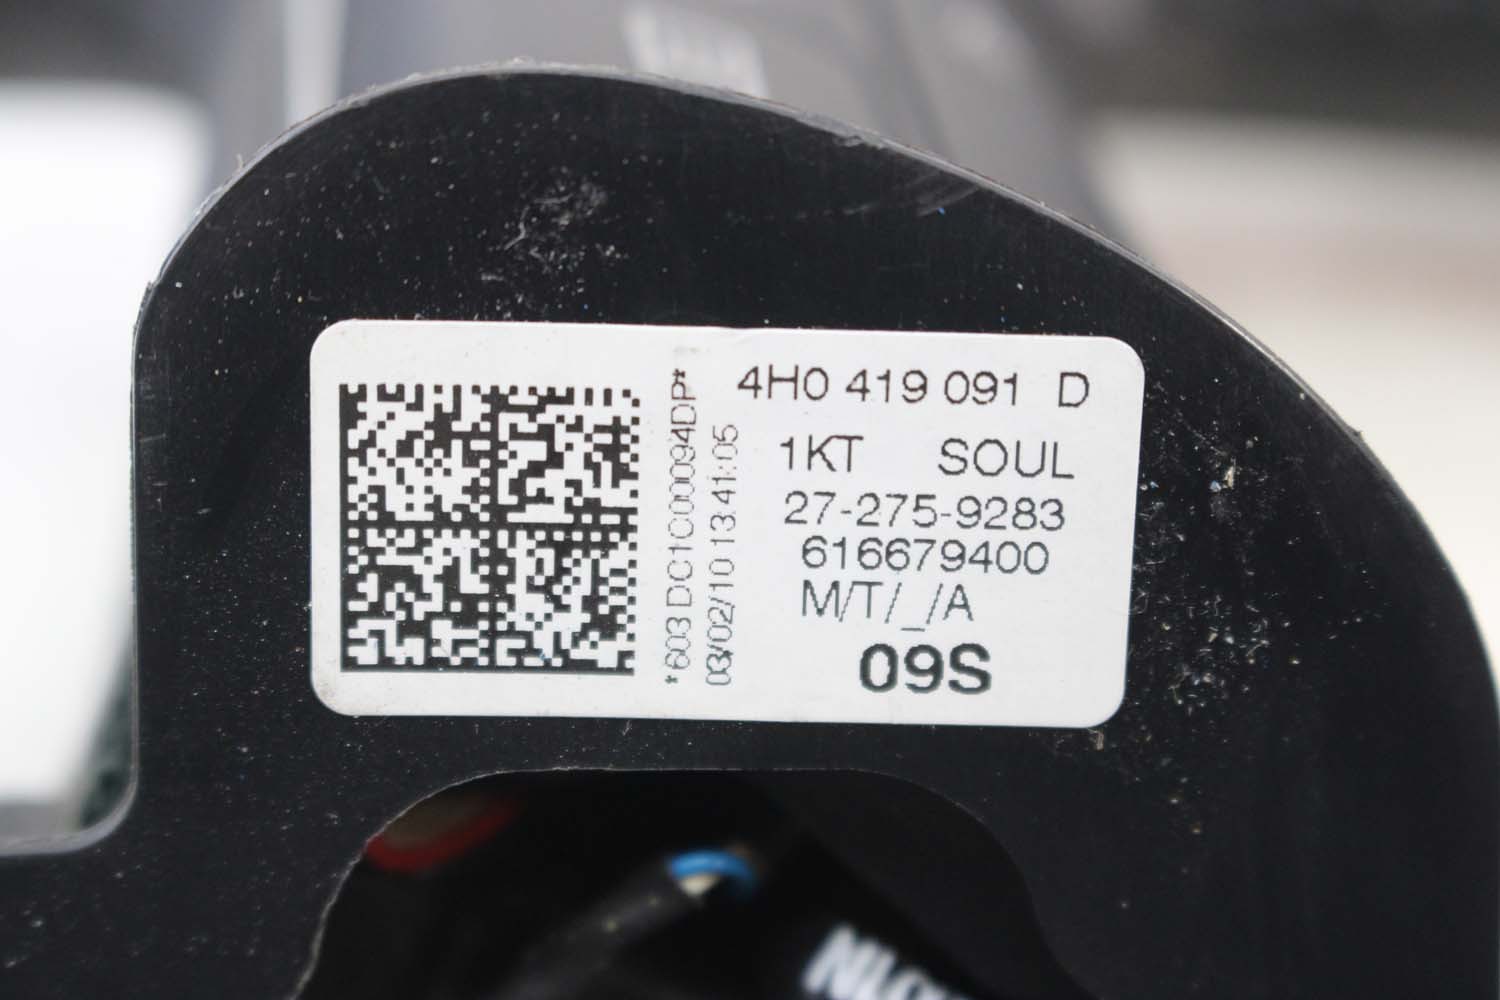 4H0 419 091 D
1KT SOUL
27-275-9283
616679400
M/T/_/A
09S
*603 DC1C00094DP*
03/02/10 13:41:05